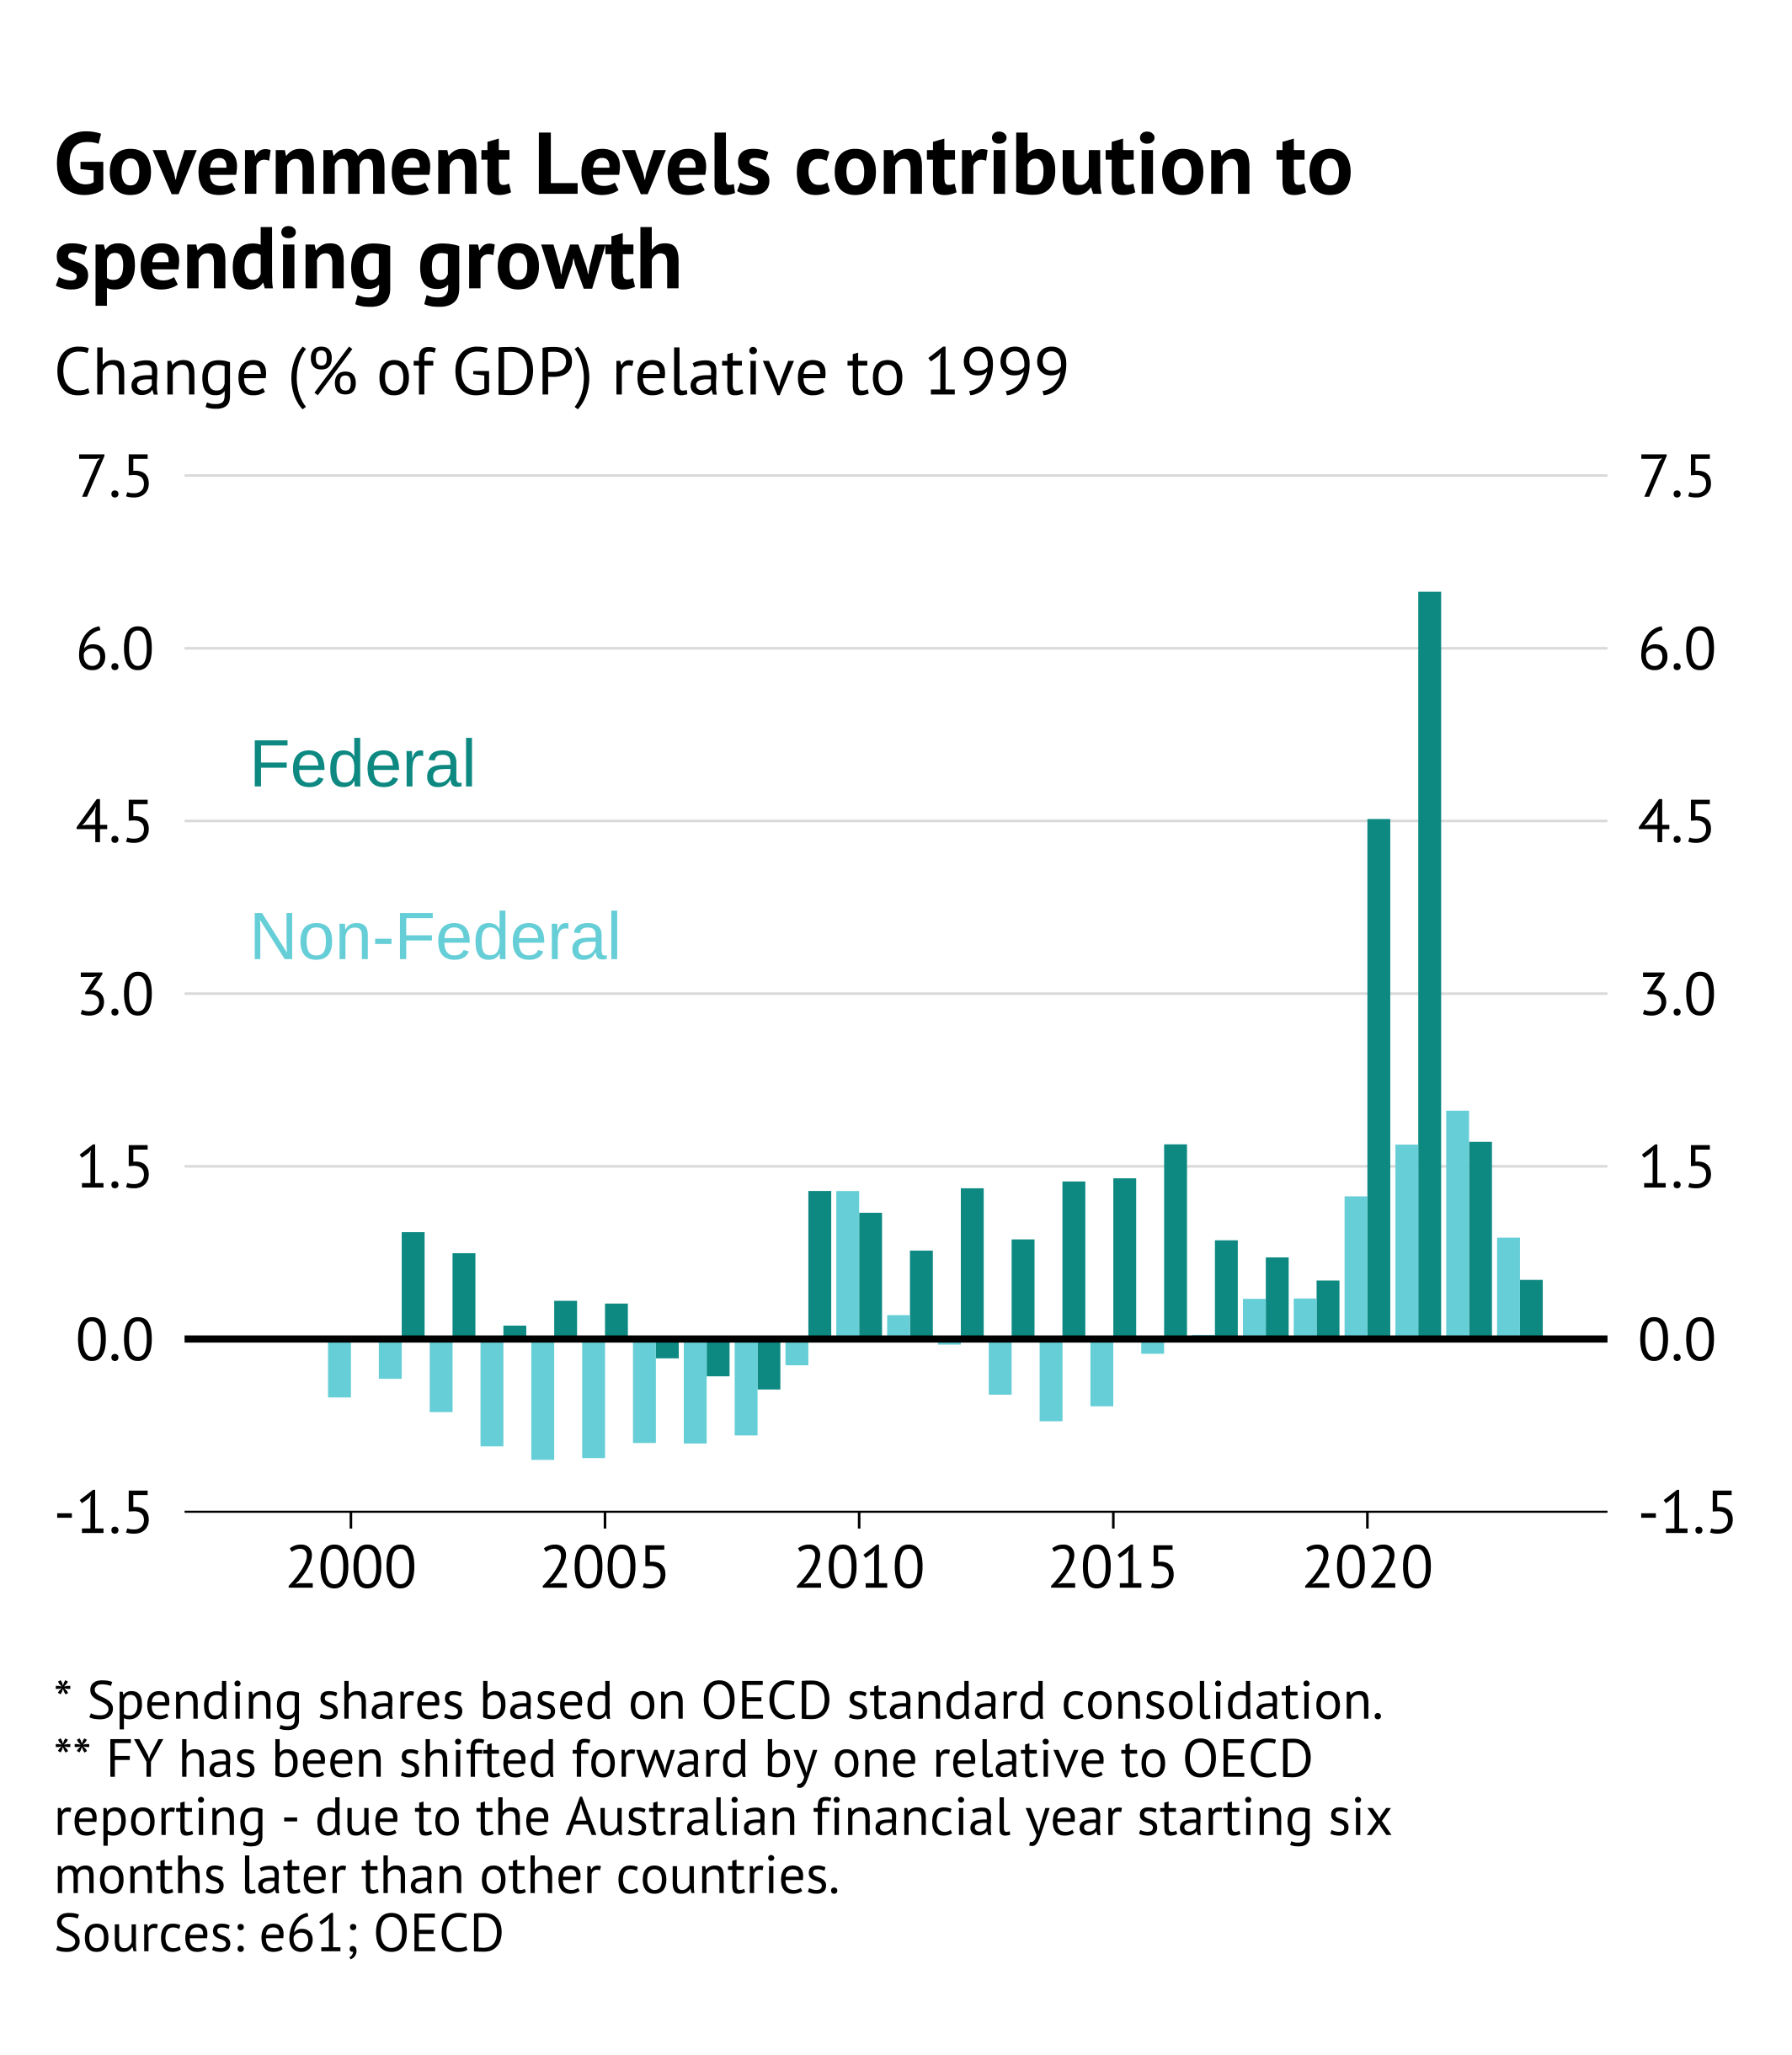 Government Levels contribution to
spending growth
Change (% of GDP) relative to 1999
7.5 7.5
6.0 6.0
Federal
4.5 4.5
Non-Federal
3.0 3.0
1.5 1.5
0.0 0.0
-1.5 -1.5
2000 2005 2010 2015 2020
* Spending shares based on OECD standard consolidation.
** FY has been shifted forward by one relative to OECD
reporting - due to the Australian financial year starting six
months later than other countries.
Sources: e61; OECD